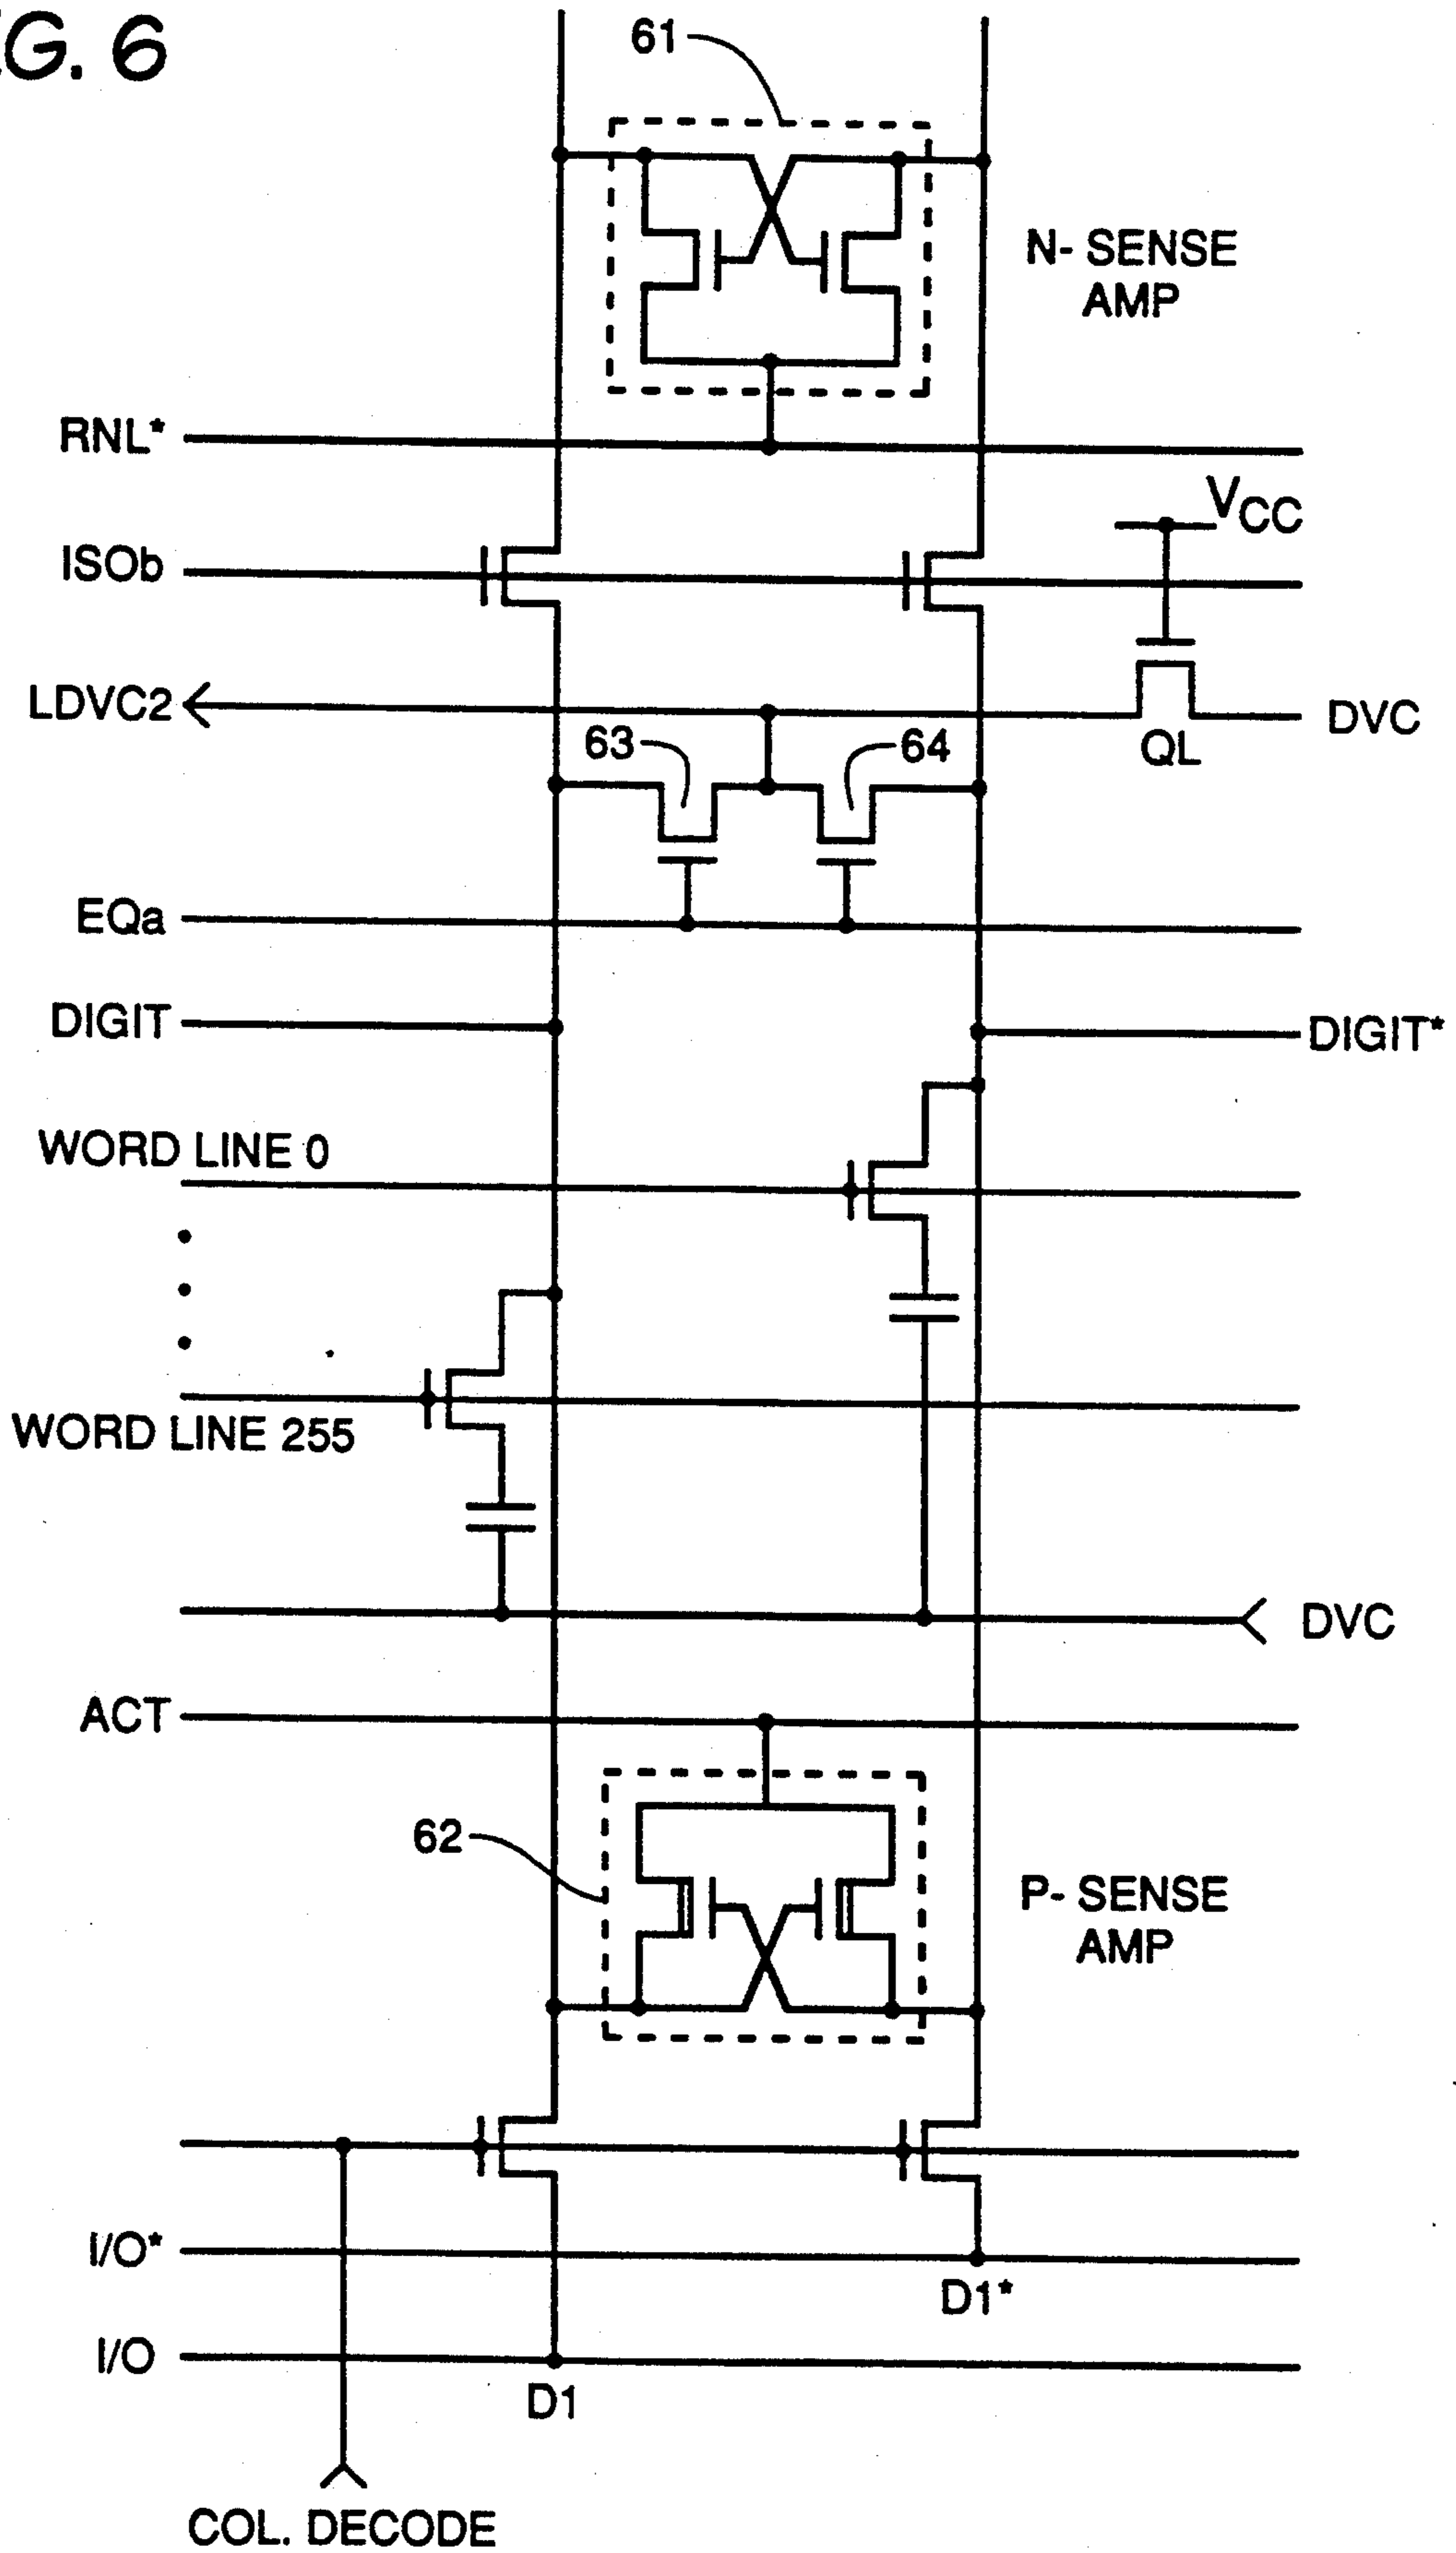 G. 6
61
N- SENSE
AMP
RNL*
VCC
ISOb
LDVC2
DVC
63
64
QL
EQa
DIGIT
DIGIT*
WORD LINE 0
WORD LINE 255
DVC
ACT
62
P- SENSE
AMP
I/O*
D1*
I/O
D1
COL. DECODE